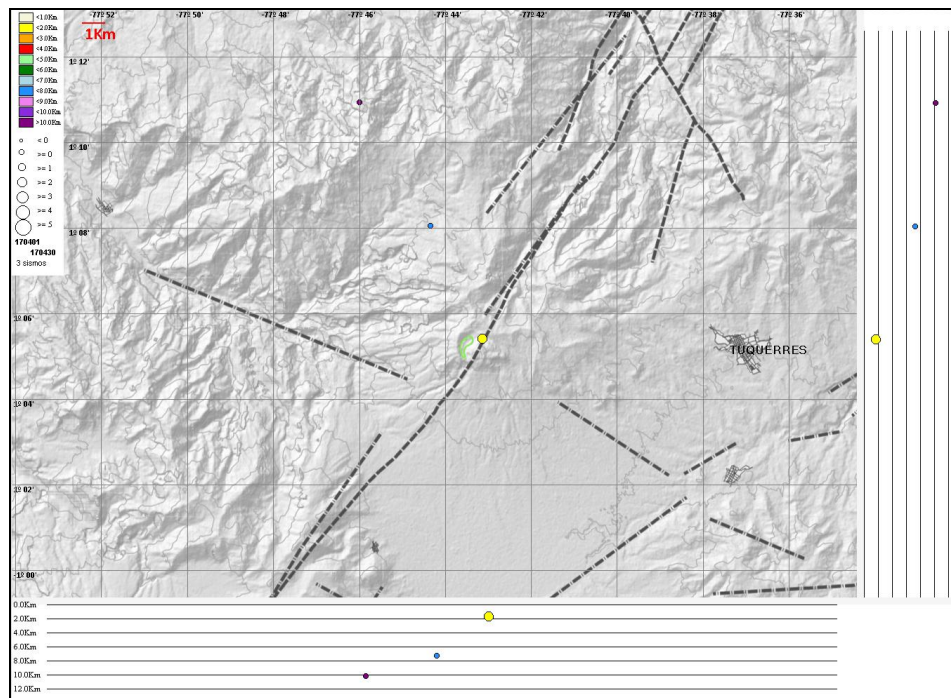 -77º 52'
-77º 50'
-77º 48'
-77º 46'
-77º 44'
-77º 42'
-77º 40'
-77º 38'
-77º 36'
1Km
<1.0Km
<2.0Km
<3.0Km
<4.0Km
<5.0Km
<6.0Km
<7.0Km
<8.0Km
<9.0Km
<10.0Km
>10.0Km
< 0
>= 0
>= 1
>= 2
>= 3
>= 4
>= 5
170401
170430
3 sismos
1º 12'
1º 10'
1º 08'
1º 06'
1º 04'
1º 02'
1º 00'
TUQUERRES
0.0Km
2.0Km
4.0Km
6.0Km
8.0Km
10.0Km
12.0Km